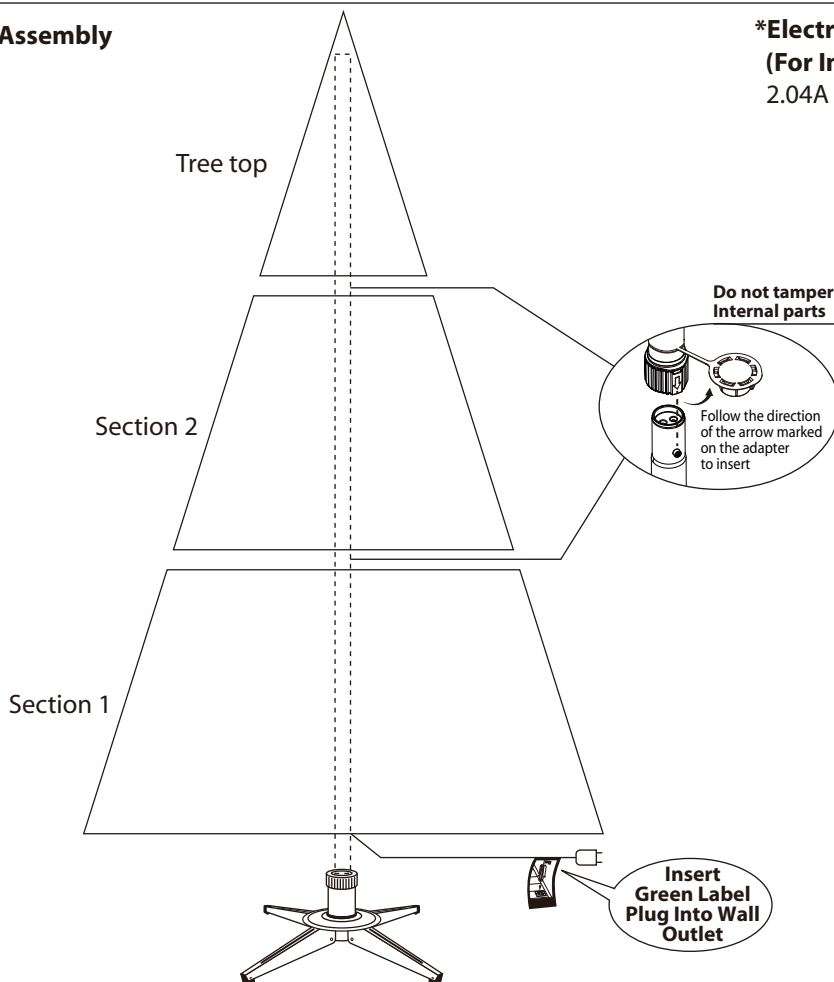 Assembly
*Electr
(For In
2.04A
Tree top
Do not tamper
Internal parts
Follow the direction
of the arrow marked
on the adapter
to insert
Section 2
Section 1
Insert
Green Label
Plug Into Wall
Outlet